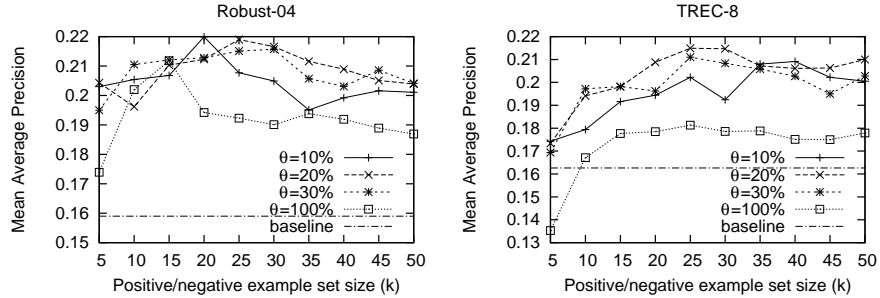 Robust-04
Mean Average Precision
0.22
0.21
0.2
0.19
0.18
0.17
0.16
0.15
5 10 15 20 25 30 35 40 45 50
Positive/negative example set size (k)
θ=10%
θ=20%
θ=30%
θ=100%
baseline
TREC-8
Mean Average Precision
0.22
0.21
0.2
0.19
0.18
0.17
0.16
0.15
0.14
0.13
5 10 15 20 25 30 35 40 45 50
Positive/negative example set size (k)
θ=10%
θ=20%
θ=30%
θ=100%
baseline